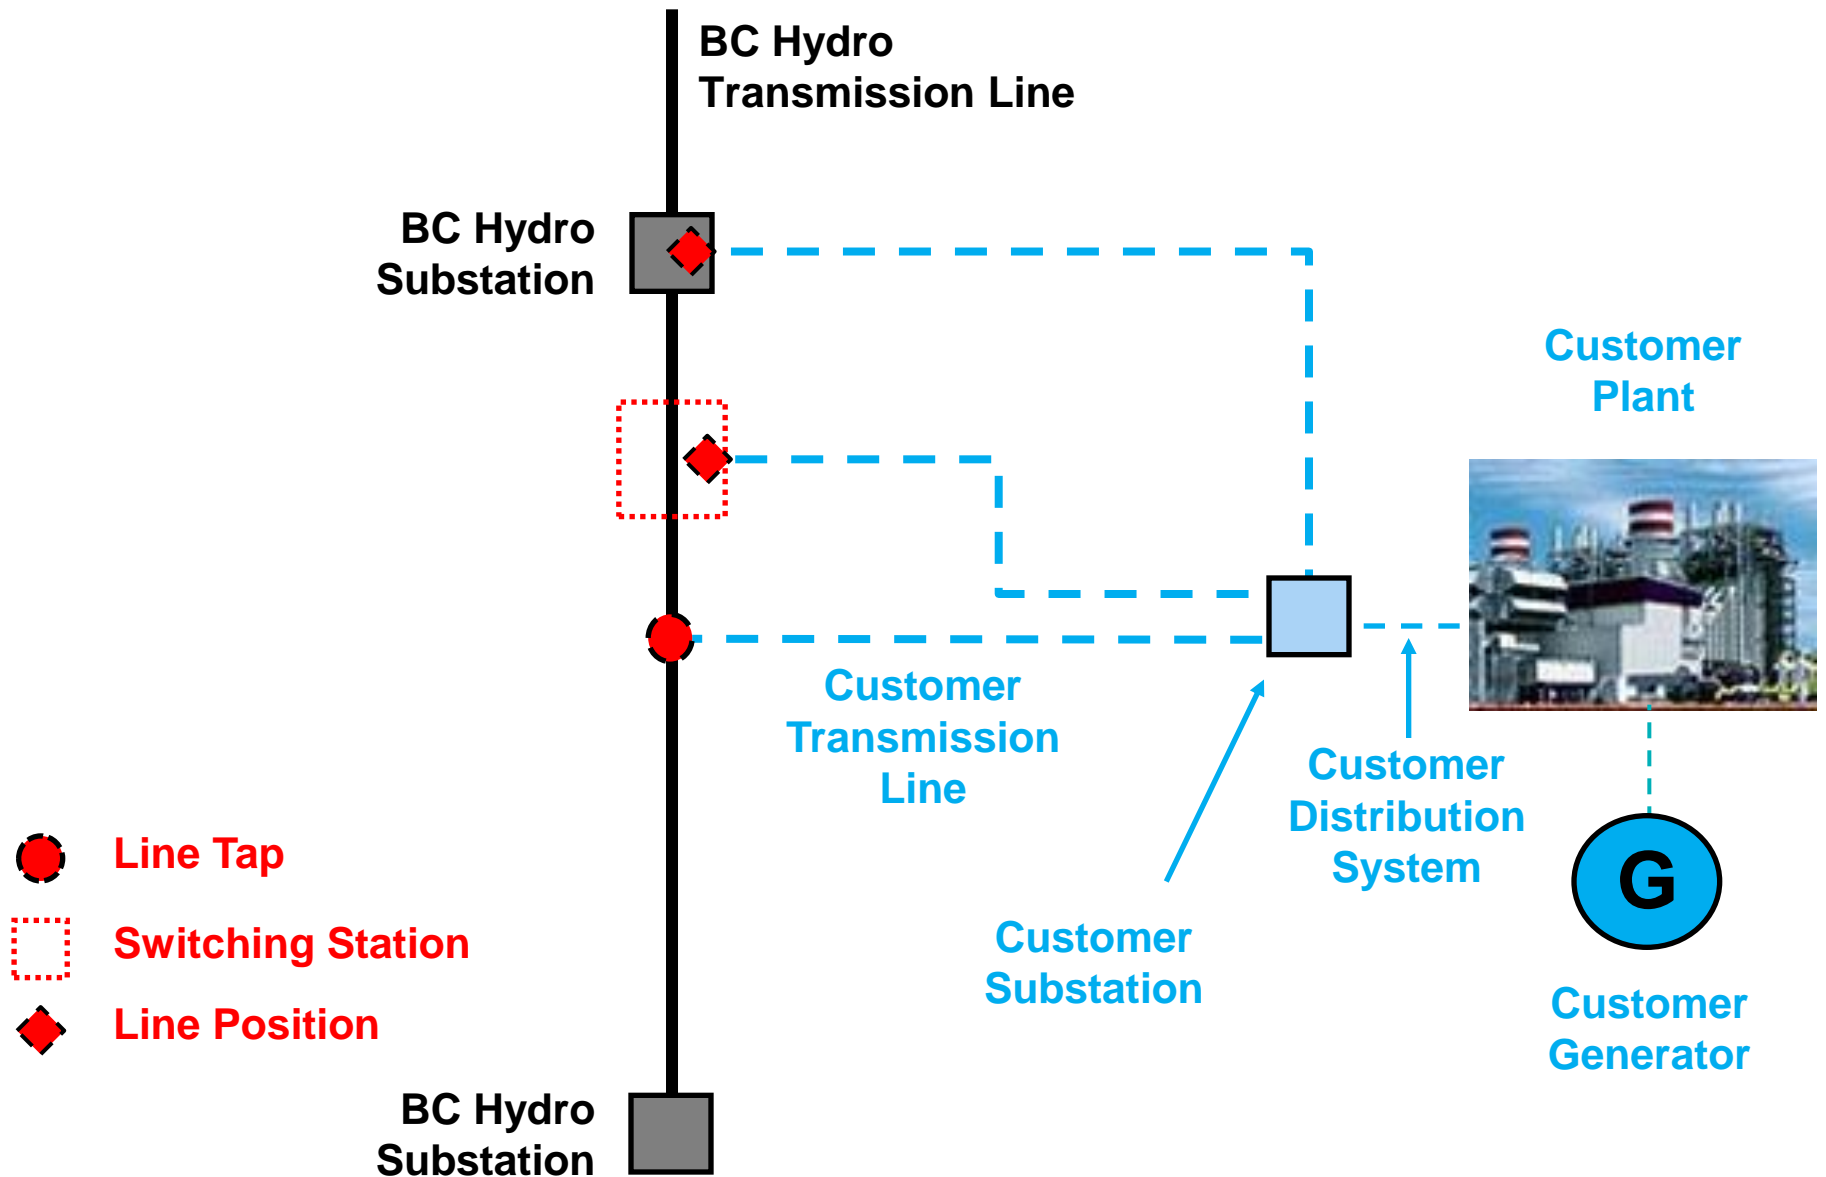 BC Hydro
Transmission Line
BC Hydro
Substation
Customer
Plant
Customer
Transmission
Line
Customer
Distribution
System
Line Tap
G
Switching Station
Customer
Substation
Line Position
Customer
Generator
BC Hydro
Substation